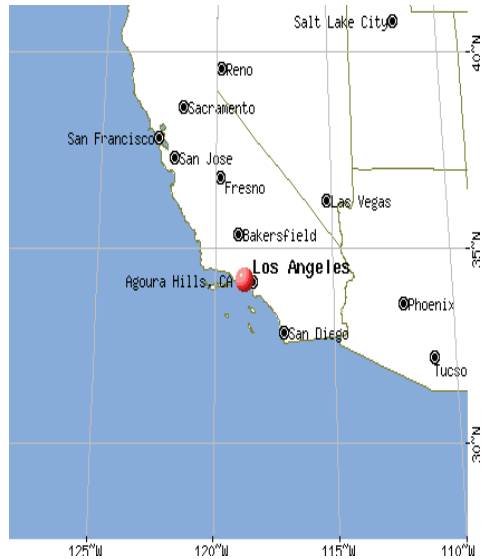 Salt Lake City
40°N
Reno
Sacramento
San Francisco
San Jose
Fresno
Las Vegas
Bakersfield
35°N
Los Angeles
Agoura Hills, CA
Phoenix
San Diego
Tucso
30°N
125°W 120°W 115°W 110°W